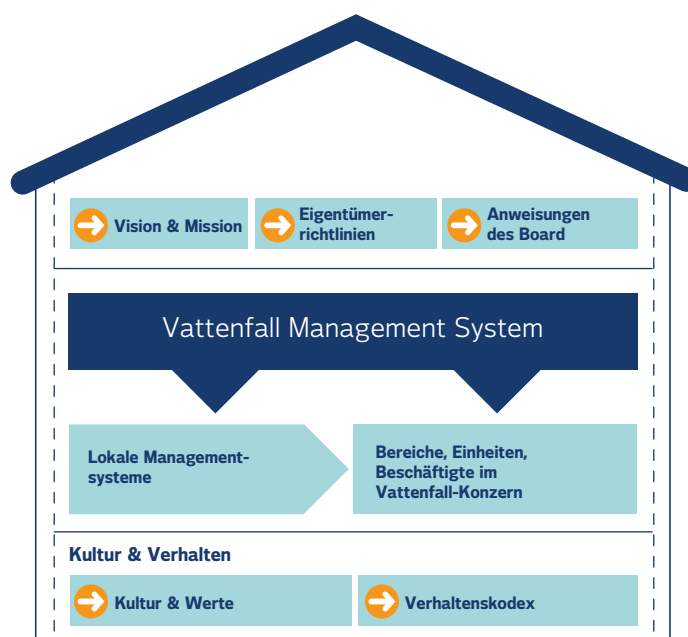 Vision & Mission
Eigentümer-
richtlinien
Anweisungen
des Board
Vattenfall Management System
Lokale Management-
systeme
Bereiche, Einheiten,
Beschäftigte im
Vattenfall-Konzern
Kultur & Verhalten
Kultur & Werte
Verhaltenskodex